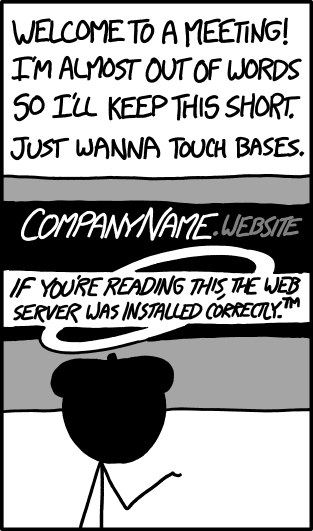 WELCOME TO A MEETING!
I'M ALMOST OUT OF WORDS
SO I'LL KEEP THIS SHORT.
JUST WANNA TOUCH BASES.
COMPANYNAME.WEBSITE
IF YOU'RE READING THIS, THE WEB
SERVER WAS INSTALLED CORRECTLY.™